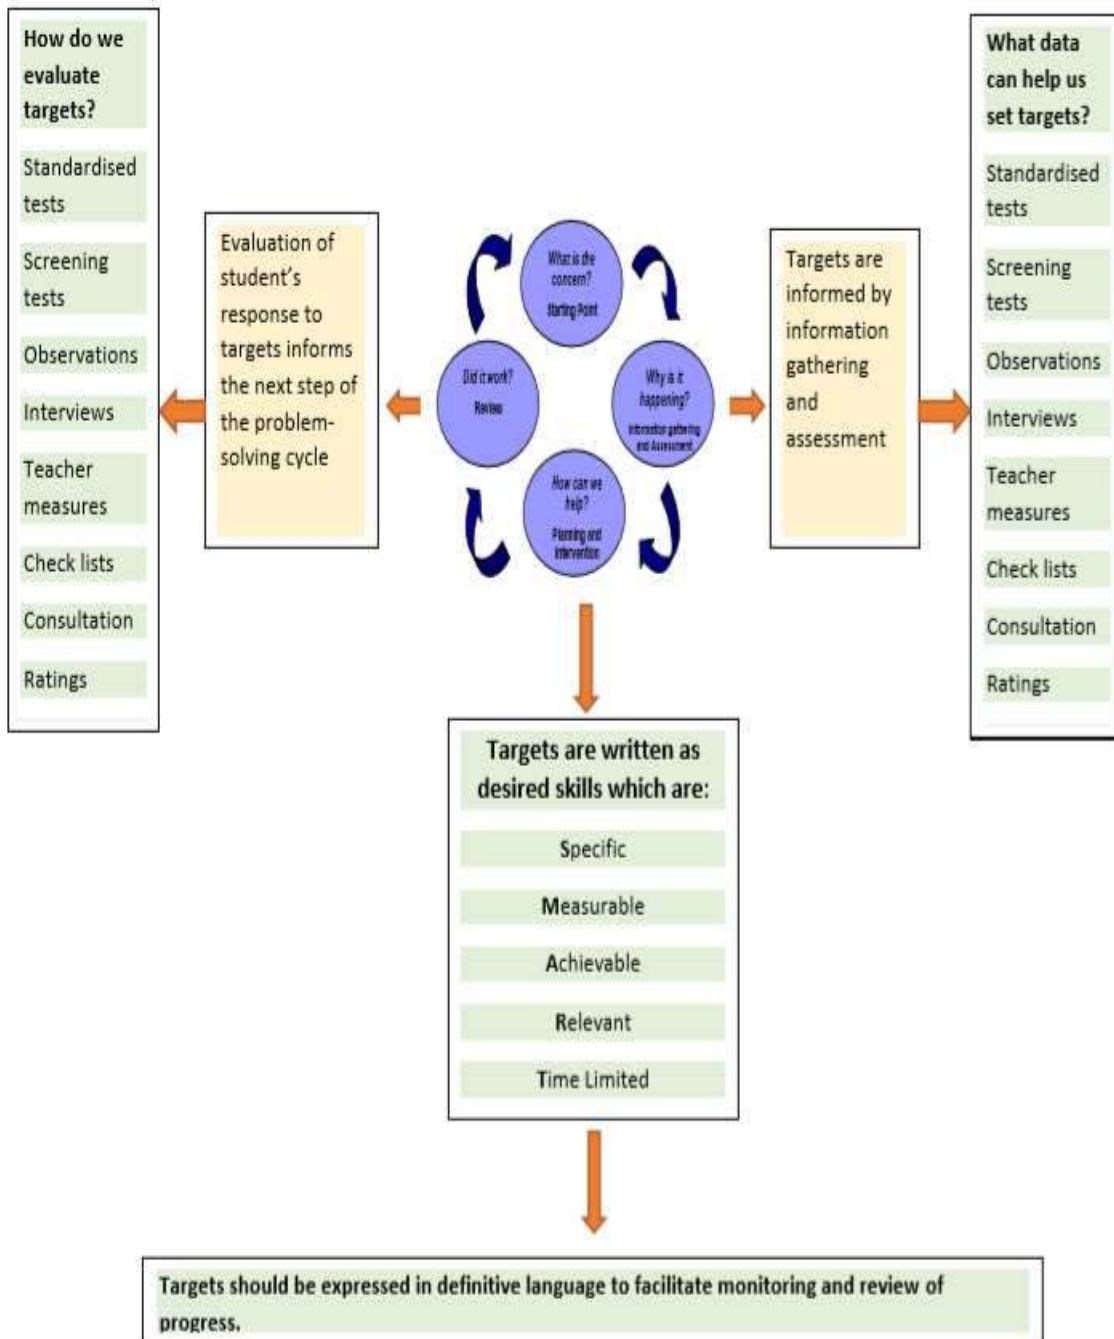 How do we
evaluate
targets?
Standardised
tests
Screening
tests
Observations
Interviews
Teacher
measures
Check lists
Consultation
Ratings
Evaluation of
student's
response to
targets informs
the next step of
the problem-
solving cycle
What is the
concern?
Starting Point
Did it work?
Review
Why is it
happening?
Information gathering
and Assessment
How can we
help?
Planning and
Intervention
Targets are
informed by
information
gathering
and
assessment
What data
can help us
set targets?
Standardised
tests
Screening
tests
Observations
Interviews
Teacher
measures
Check lists
Consultation
Ratings
Targets are written as
desired skills which are:
Specific
Measurable
Achievable
Relevant
Time Limited
Targets should be expressed in definitive language to facilitate monitoring and review of
progress.